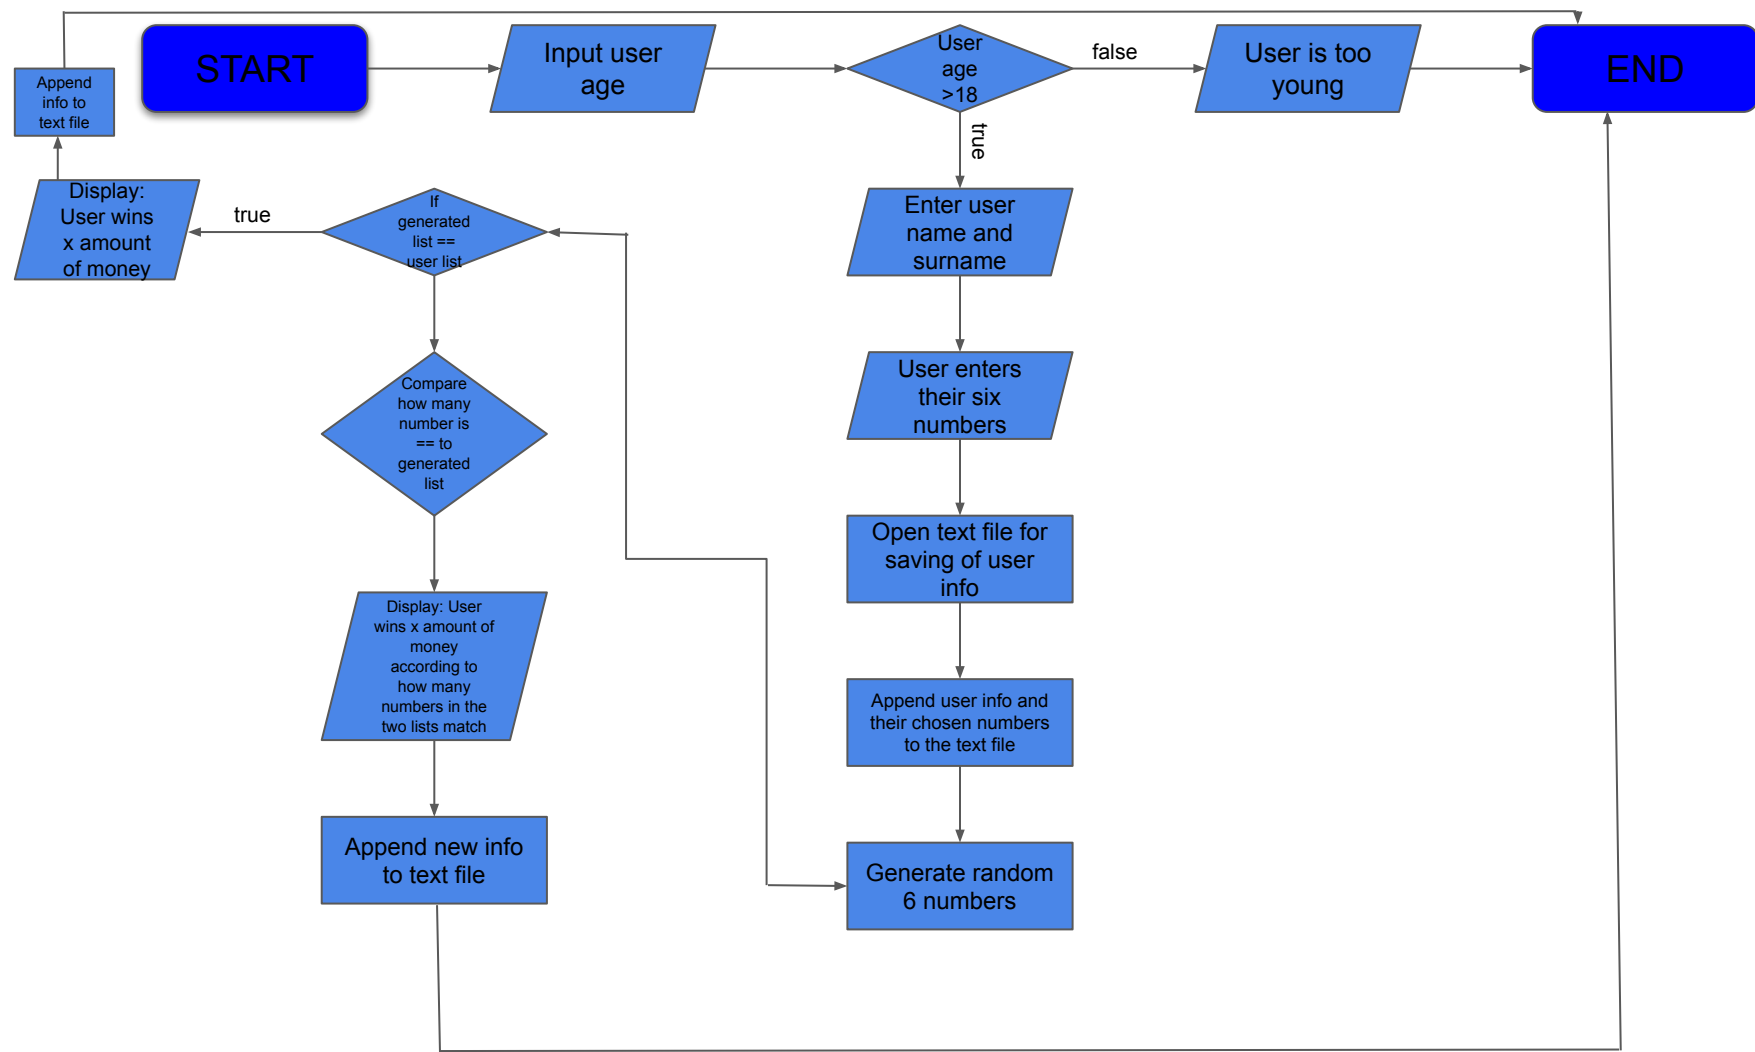 START
Input user
age
User
age
>18
false
User is too
young
END
true
Enter user
name and
surname
User enters
their six
numbers
Open text file for
saving of user
info
Append user info and
their chosen numbers
to the text file
Generate random
6 numbers
If
generated
list ==
user list
true
Display:
User wins
x amount
of money
Append
info to
text file
Compare
how many
number is
== to
generated
list
Display: User
wins x amount of
money
according to
how many
numbers in the
two lists match
Append new info
to text file